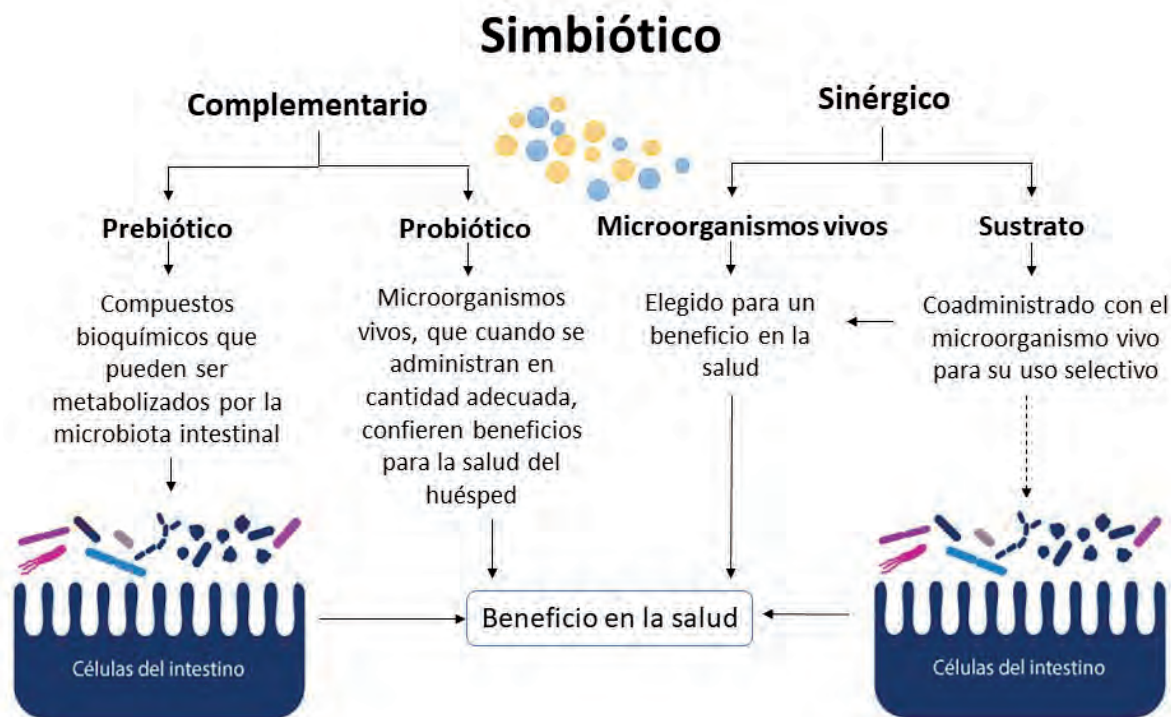 Simbiótico
Complementario
Sinérgico
Prebiótico
Probiótico
Microorganismos vivos
Sustrato
Compuestos
bioquímicos que
pueden ser
metabolizados por la
microbiota intestinal
Microorganismos
vivos, que cuando se
administran en
cantidad adecuada,
confieren beneficios
para la salud del
huésped
Elegido para un
beneficio en la
salud
Coadministrado con el
microorganismo vivo
para su uso selectivo
Células del intestino
Beneficio en la salud
Células del intestino